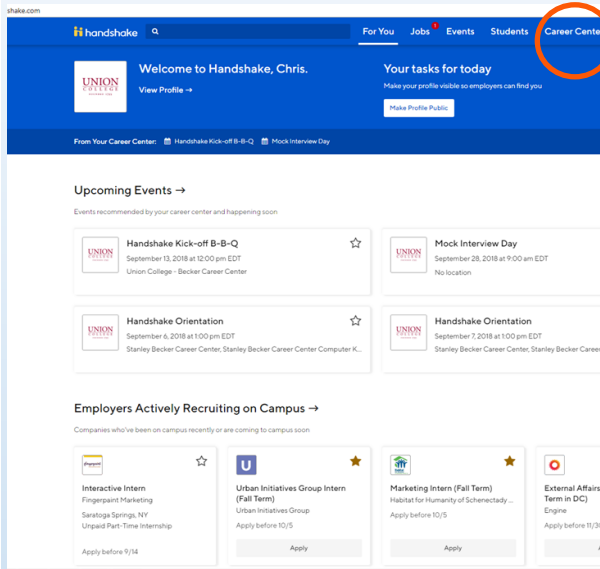 shake.com
handshake
For You
Jobs
1
Events
Students
Career Cente
UNION
COLLEGE
Welcome to Handshake, Chris.
View Profile →
Your tasks for today
Make your profile visible so employers can find you
Make Profile Public
From Your Career Center: Handshake Kick-off B-B-Q Mock Interview Day
Upcoming Events →
Events recommended by your career center and happening soon
UNION
COLLEGE
Handshake Kick-off B-B-Q
September 13, 2018 at 12:00 pm EDT
Union College - Becker Career Center
UNION
COLLEGE
Mock Interview Day
September 28, 2018 at 9:00 am EDT
No location
UNION
COLLEGE
Handshake Orientation
September 6, 2018 at 1:00 pm EDT
Stanley Becker Career Center, Stanley Becker Career Center Computer K...
UNION
COLLEGE
Handshake Orientation
September 7, 2018 at 1:00 pm EDT
Stanley Becker Career Center, Stanley Becker Career
Employers Actively Recruiting on Campus →
Companies who've been on campus recently or are coming to campus soon
Interactive Intern
Fingerpaint Marketing
Saratoga Springs, NY
Unpaid Part-Time Internship
Apply before 9/14
U
Urban Initiatives Group Intern
(Fall Term)
Urban Initiatives Group
Apply before 10/5
Apply
Marketing Intern (Fall Term)
Habitat for Humanity of Schenectady ...
Apply before 10/5
Apply
External Affairs
Term in DC)
Engine
Apply before 11/30